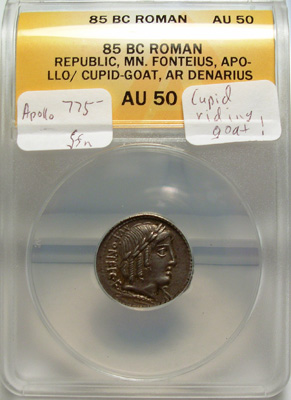 85 BC ROMAN AU 50
85 BC ROMAN
REPUBLIC, MN. FONTEIUS, APO-
LLO/ CUPID-GOAT, AR DENARIUS
AU 50
Apollo 775-
Cupid
riding
goat!